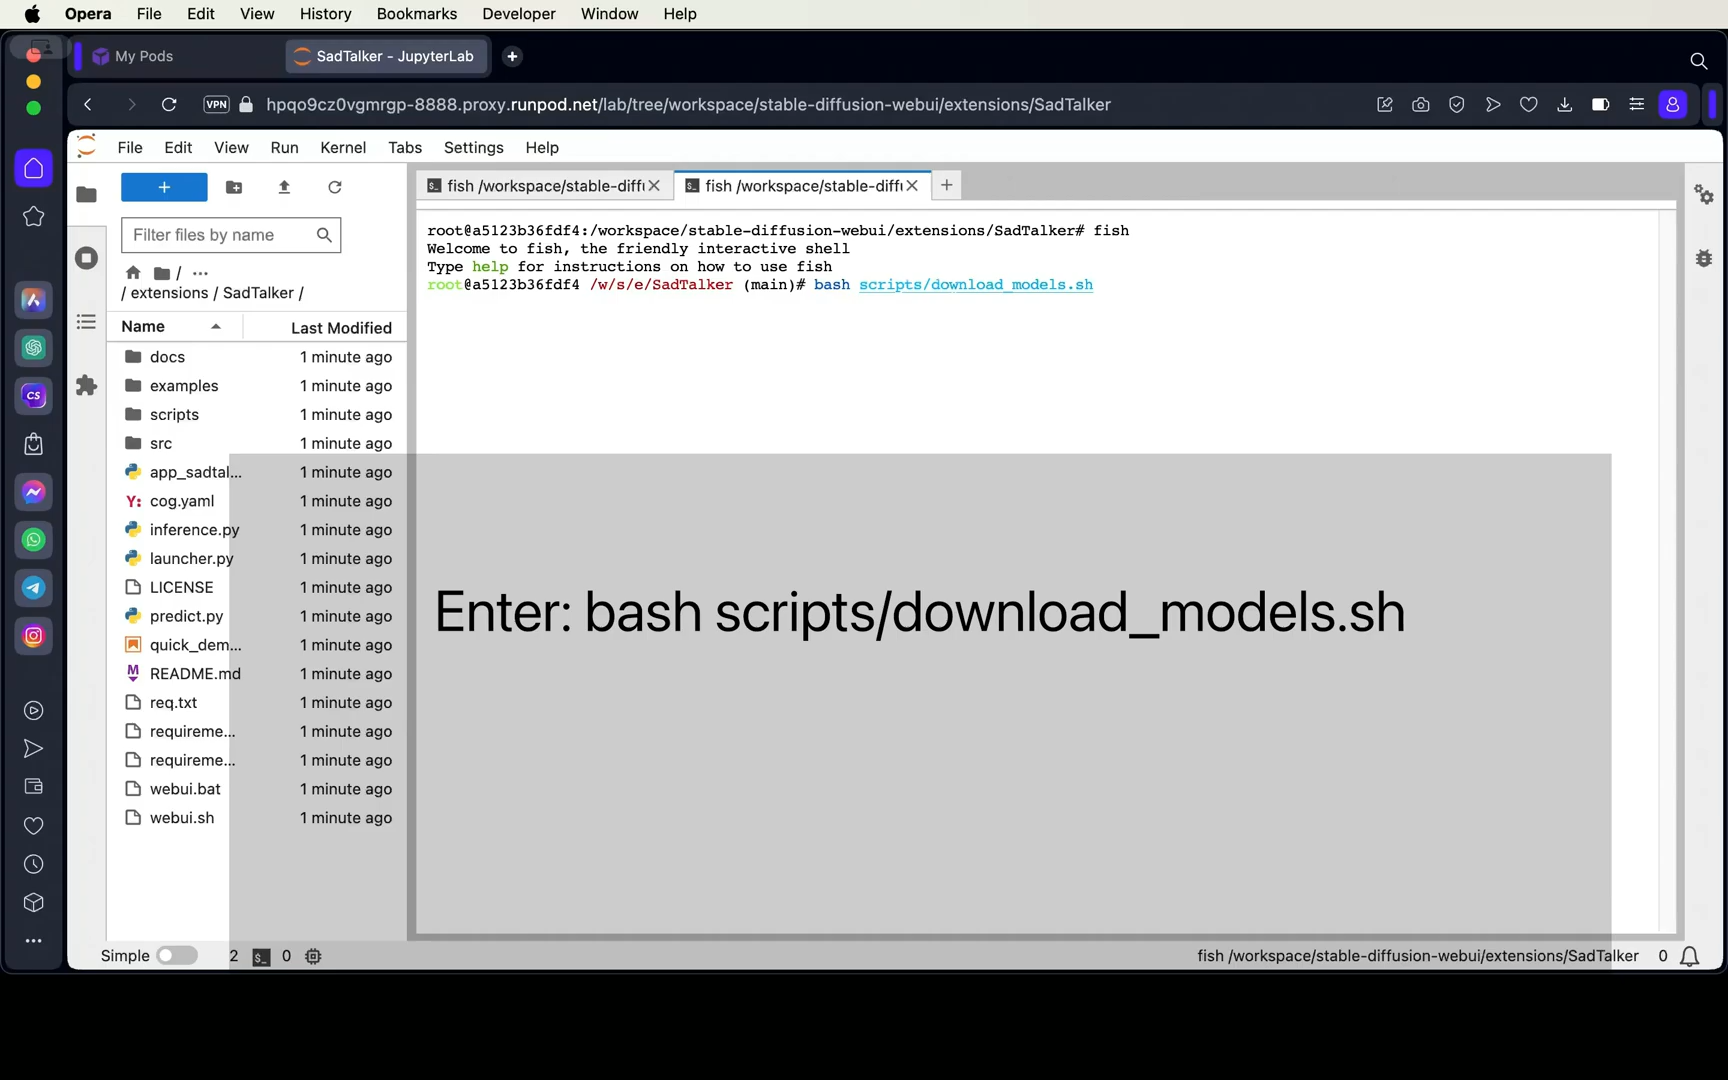 Opera File Edit View History Bookmarks Developer Window Help
My Pods
SadTalker - JupyterLab
VPN
hpqo9cz0vgmrgp-8888.proxy.runpod.net/lab/tree/workspace/stable-diffusion-webui/extensions/SadTalker
File Edit View Run Kernel Tabs Settings Help
fish /workspace/stable-diffu
fish /workspace/stable-diffu
Filter files by name
/ ...
/ extensions / SadTalker /
Name Last Modified
docs 1 minute ago
examples 1 minute ago
scripts 1 minute ago
src 1 minute ago
app_sadtal... 1 minute ago
Y: cog.yaml 1 minute ago
inference.py 1 minute ago
launcher.py 1 minute ago
LICENSE 1 minute ago
predict.py 1 minute ago
quick_dem... 1 minute ago
README.md 1 minute ago
req.txt 1 minute ago
requireme... 1 minute ago
requireme... 1 minute ago
webui.bat 1 minute ago
webui.sh 1 minute ago
root@a5123b36fdf4:/workspace/stable-diffusion-webui/extensions/SadTalker# fish
Welcome to fish, the friendly interactive shell
Type help for instructions on how to use fish
root@a5123b36fdf4 /w/s/e/SadTalker (main)# bash scripts/download_models.sh
Enter: bash scripts/download_models.sh
CS
Simple 2 $_ 0
fish /workspace/stable-diffusion-webui/extensions/SadTalker 0